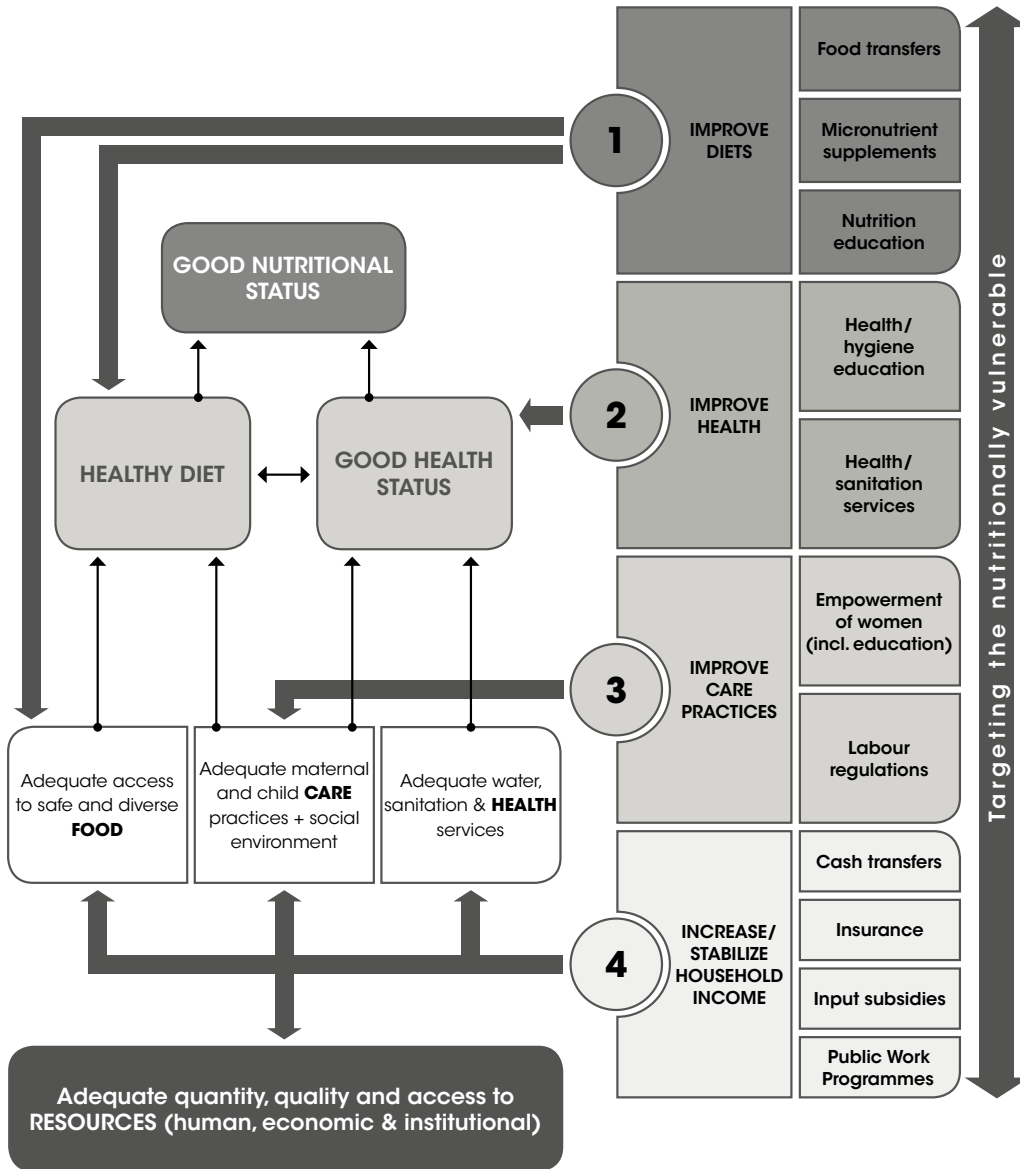 GOOD NUTRITIONAL
STATUS
HEALTHY DIET
GOOD HEALTH
STATUS
Adequate access
to safe and diverse
FOOD
Adequate maternal
and child CARE
practices + social
environment
Adequate water,
sanitation & HEALTH
services
Adequate quantity, quality and access to
RESOURCES (human, economic & institutional)
1
IMPROVE
DIETS
Food transfers
Micronutrient
supplements
Nutrition
education
2
IMPROVE
HEALTH
Health/
hygiene
education
Health/
sanitation
services
3
IMPROVE
CARE
PRACTICES
Empowerment
of women
(incl. education)
Labour
regulations
4
INCREASE/
STABILIZE
HOUSEHOLD
INCOME
Cash transfers
Insurance
Input subsidies
Public Work
Programmes
Targeting the nutritionally vulnerable